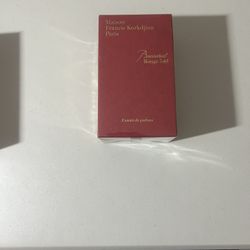 Maison
Francis Kurkdjian
Paris
Baccarat
Rouge 540
Extrait de parfum